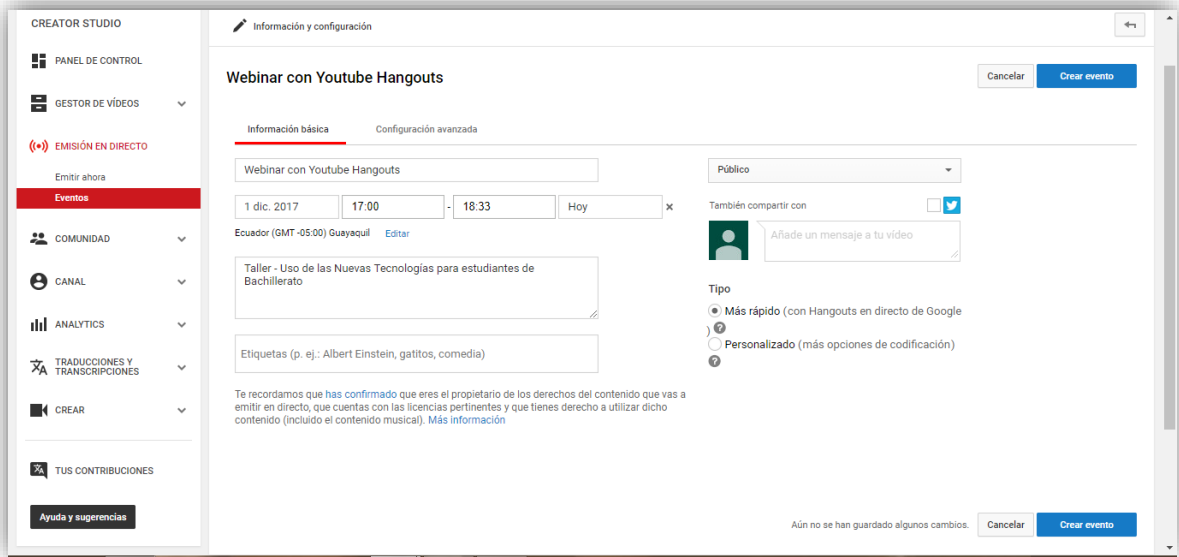 CREATOR STUDIO
PANEL DE CONTROL
GESTOR DE VÍDEOS
EMISIÓN EN DIRECTO
Emitir ahora
Eventos
COMUNIDAD
CANAL
ANALYTICS
TRADUCCIONES Y
TRANSCRIPCIONES
CREAR
TUS CONTRIBUCIONES
Ayuda y sugerencias
Información y configuración
Webinar con Youtube Hangouts
Cancelar
Crear evento
Información básica
Configuración avanzada
Webinar con Youtube Hangouts
1 dic. 2017
17:00
-
18:33
Hoy
Ecuador (GMT -05:00) Guayaquil Editar
Taller - Uso de las Nuevas Tecnologías para estudiantes de
Bachillerato
Etiquetas (p. ej.: Albert Einstein, gatitos, comedia)
Te recordamos que has confirmado que eres el propietario de los derechos del contenido que vas a
emitir en directo, que cuentas con las licencias pertinentes y que tienes derecho a utilizar dicho
contenido (incluido el contenido musical). Más información
Público
También compartir con
Añade un mensaje a tu vídeo
Tipo
Más rápido (con Hangouts en directo de Google
) ?
Personalizado (más opciones de codificación)
?
Aún no se han guardado algunos cambios.
Cancelar
Crear evento